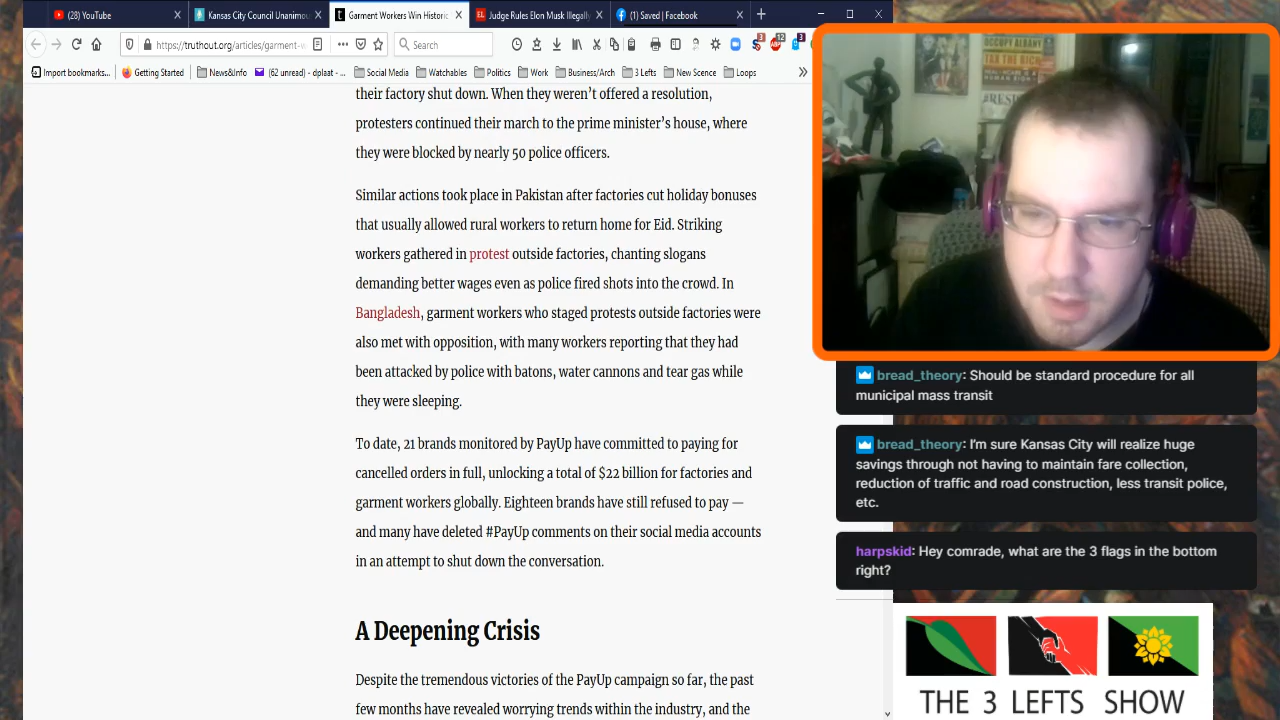 (28) YouTube
Kansas City Council Unanimou
Garment Workers Win Historic
Judge Rules Elon Musk Illegally
(1) Saved | Facebook
https://truthout.org/articles/garment-w
Search
3
12
3
Import bookmarks...
Getting Started
News&Info
(62 unread) - dplaat - ...
Social Media
Watchables
Politics
Work
Business/Arch
3 Lefts
New Scence
Loops
their factory shut down. When they weren't offered a resolution,
protesters continued their march to the prime minister's house, where
they were blocked by nearly 50 police officers.
Similar actions took place in Pakistan after factories cut holiday bonuses
that usually allowed rural workers to return home for Eid. Striking
workers gathered in protest outside factories, chanting slogans
demanding better wages even as police fired shots into the crowd. In
Bangladesh, garment workers who staged protests outside factories were
also met with opposition, with many workers reporting that they had
been attacked by police with batons, water cannons and tear gas while
they were sleeping.
To date, 21 brands monitored by PayUp have committed to paying for
cancelled orders in full, unlocking a total of $22 billion for factories and
garment workers globally. Eighteen brands have still refused to pay —
and many have deleted #PayUp comments on their social media accounts
in an attempt to shut down the conversation.
A Deepening Crisis
Despite the tremendous victories of the PayUp campaign so far, the past
few months have revealed worrying trends within the industry, and the
OCCUPY ALBANY
TAX THE RICH
bread_theory: Should be standard procedure for all
municipal mass transit
bread_theory: I'm sure Kansas City will realize huge
savings through not having to maintain fare collection,
reduction of traffic and road construction, less transit police,
etc.
harpskid: Hey comrade, what are the 3 flags in the bottom
right?
THE 3 LEFTS SHOW